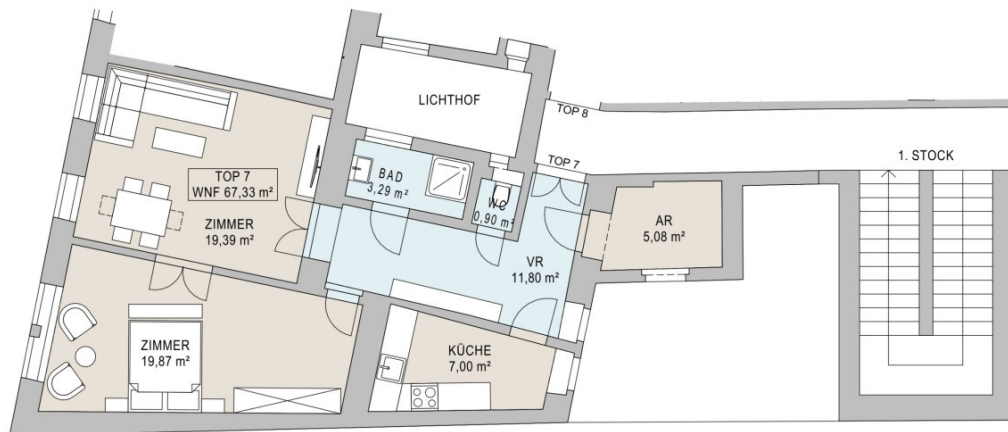 LICHTHOF
TOP 8
TOP 7
1. STOCK
BAD
3,29 m²
TOP 7
WNF 67,33 m²
WC
0,90 m²
ZIMMER
19,39 m²
AR
5,08 m²
VR
11,80 m²
ZIMMER
19,87 m²
KÜCHE
7,00 m²